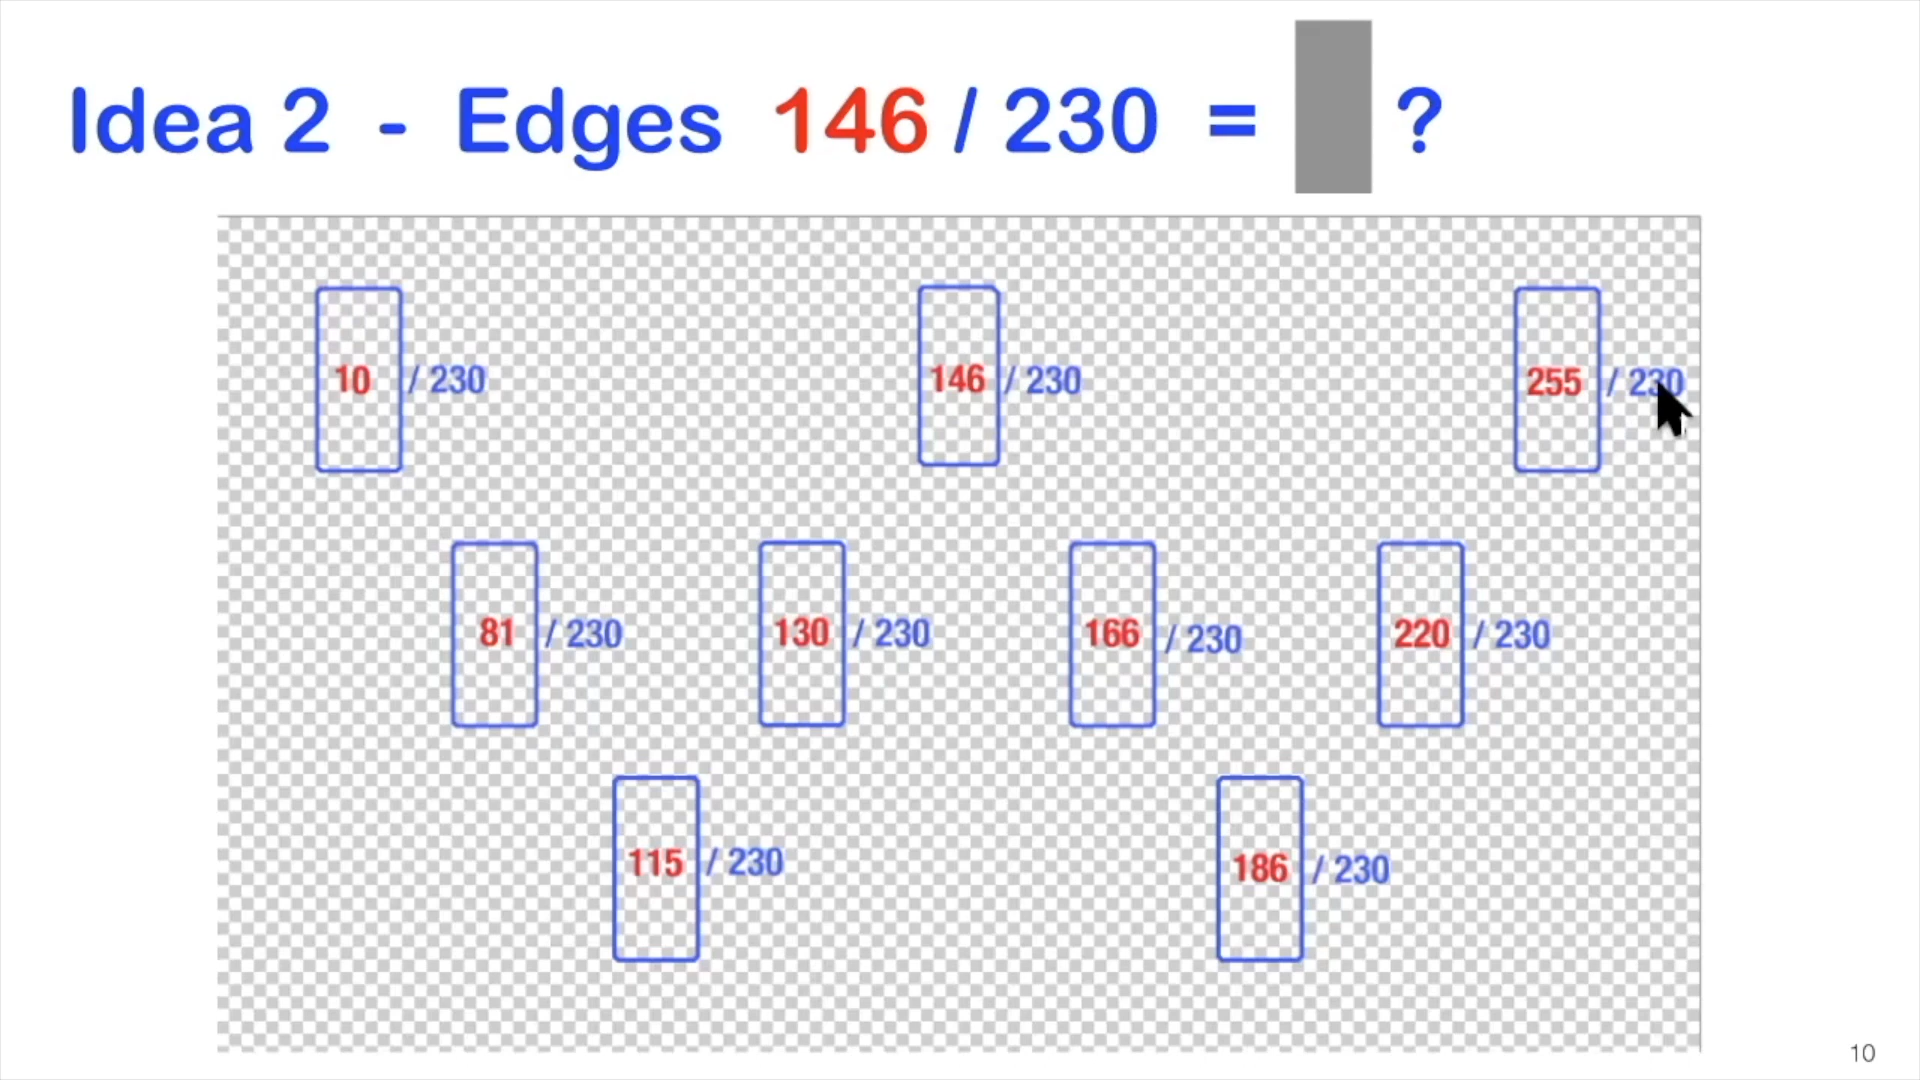 Idea 2 - Edges 146 / 230 = ?
10 / 230
146 / 230
255 / 230
81 / 230
130 / 230
166 / 230
220 / 230
115 / 230
186 / 230
10